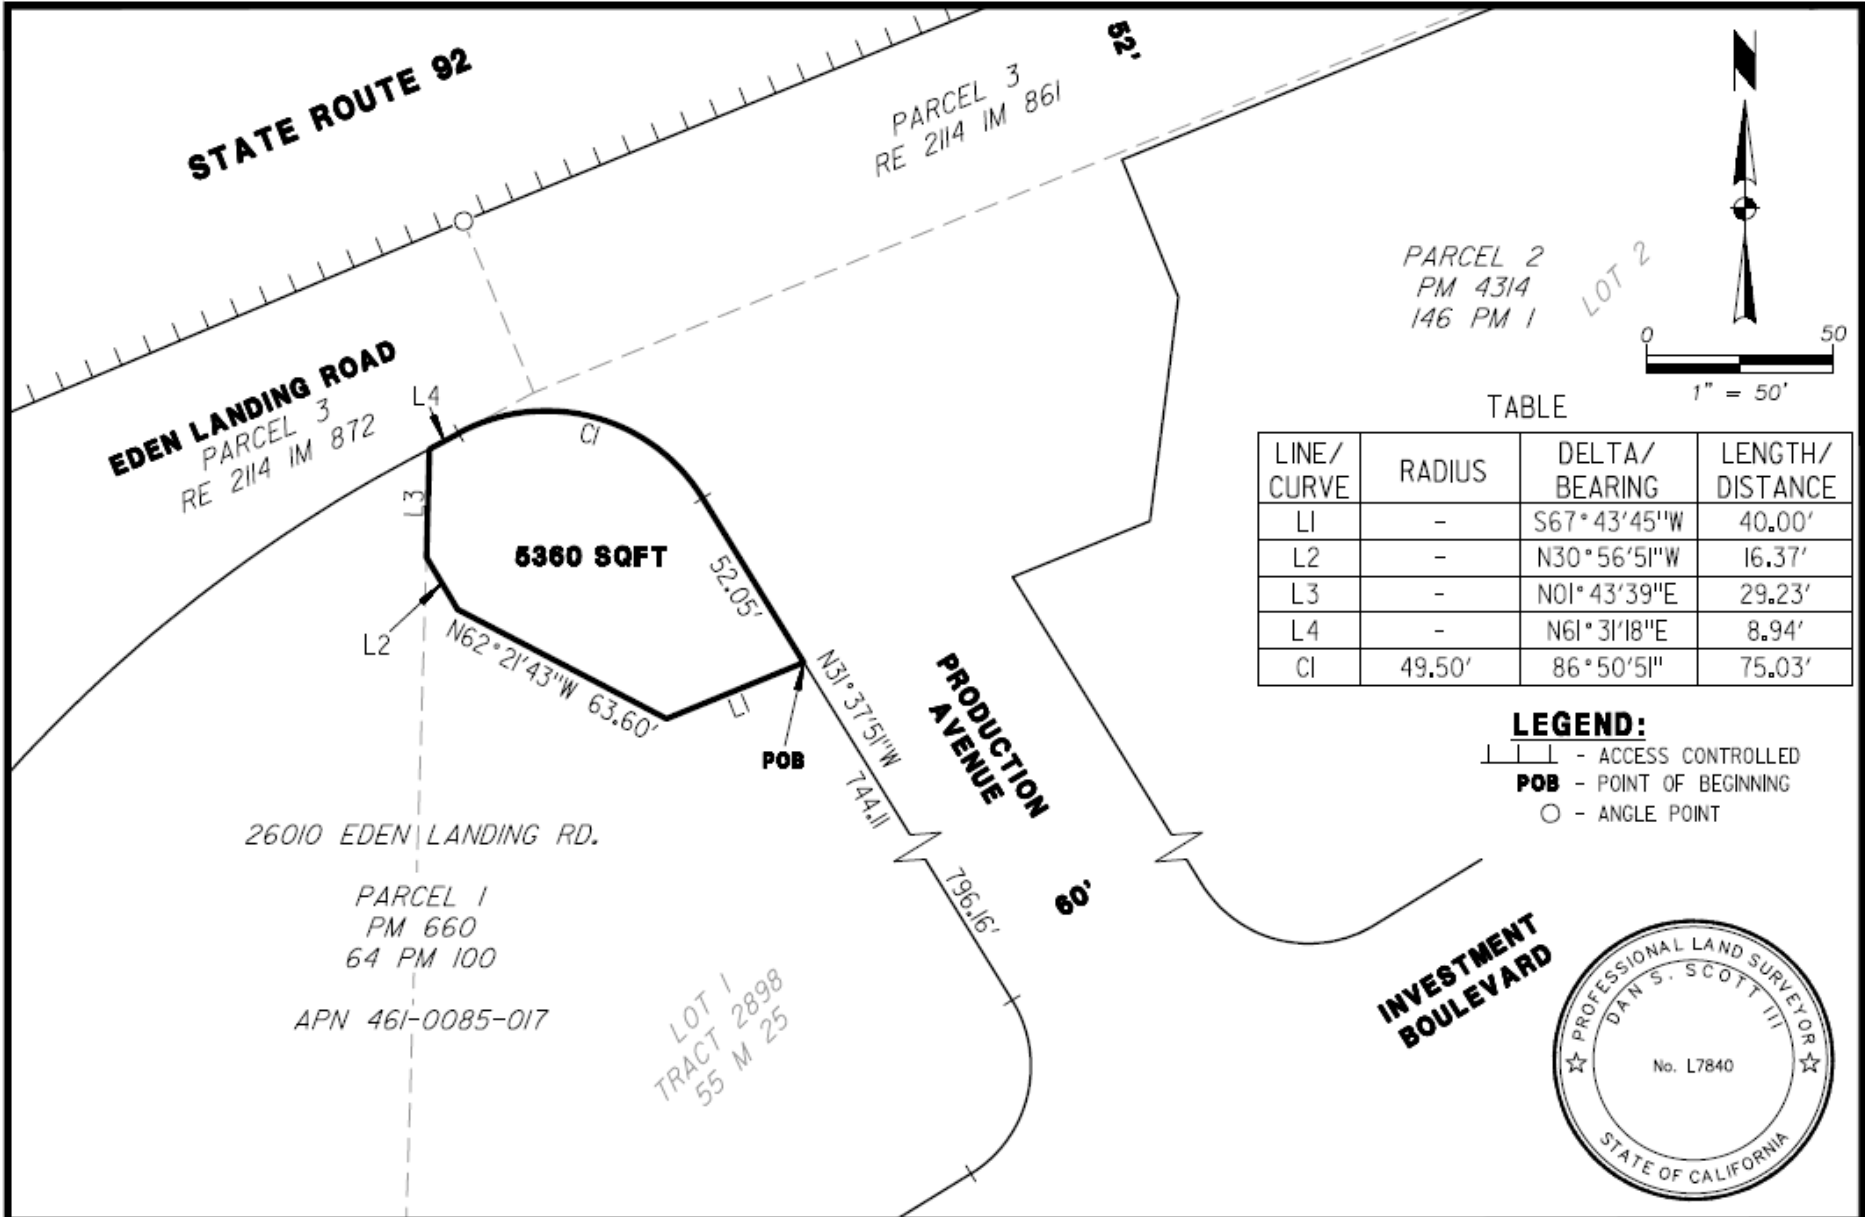 STATE ROUTE 92
52'
PARCEL 3
RE 2114 IM 861
N
PARCEL 2
PM 4314
146 PM 1
LOT 2
0 50
1" = 50'
EDEN LANDING ROAD
PARCEL 3
RE 2114 IM 872
L4
C1
L3
5360 SQFT
52.05'
L2
N62°21'43"W 63.60'
L1
POB
N31°37'51"W
744.11
796.16'
PRODUCTION
AVENUE
60'
TABLE
LINE/
CURVE
RADIUS
DELTA/
BEARING
LENGTH/
DISTANCE
L1 - S67°43'45"W 40.00'
L2 - N30°56'51"W 16.37'
L3 - N01°43'39"E 29.23'
L4 - N61°31'18"E 8.94'
C1 49.50' 86°50'51" 75.03'
LEGEND:
- ACCESS CONTROLLED
POB - POINT OF BEGINNING
- ANGLE POINT
26010 EDEN LANDING RD.
PARCEL 1
PM 660
64 PM 100
APN 461-0085-017
LOT 1
TRACT 2898
55 M 25
INVESTMENT
BOULEVARD
PROFESSIONAL LAND SURVEYOR
DAN S. SCOTT III
No. L7840
STATE OF CALIFORNIA